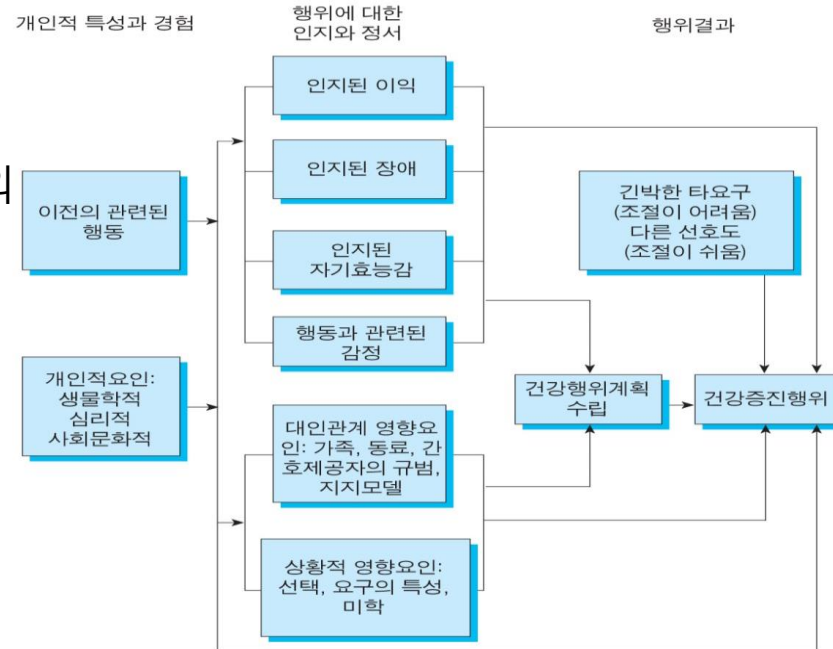 개인적 특성과 경험
행위에 대한
인지와 정서
행위결과
이전의 관련된
행동
개인적요인:
생물학적
심리적
사회문화적
인지된 이익
인지된 장애
인지된
자기효능감
행동과 관련된
감정
대인관계 영향요
인: 가족, 동료, 간
호제공자의 규범,
지지모델
상황적 영향요인:
선택, 요구의 특성,
미학
긴박한 타요구
(조절이 어려움)
다른 선호도
(조절이 쉬움)
건강행위계획
수립
건강증진행위